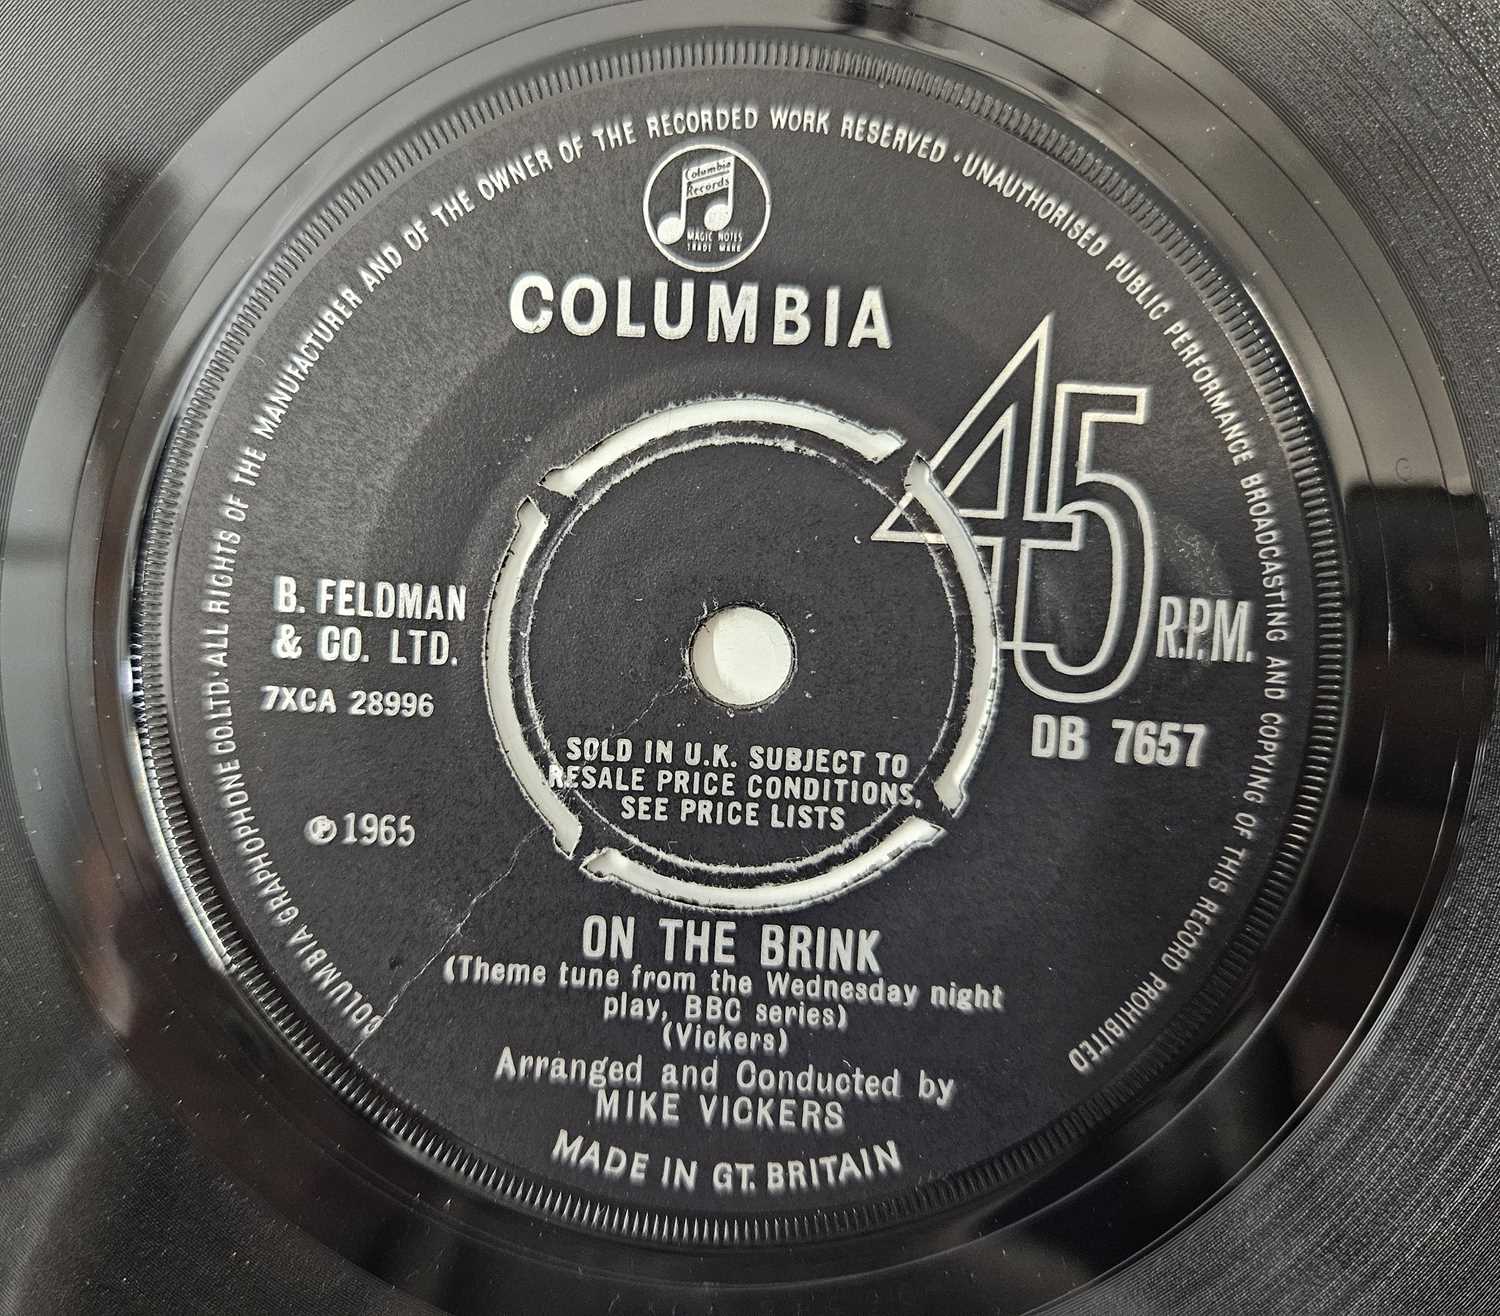 COLUMBIA GRAPHOPHONE CO. LTD. · ALL RIGHTS OF THE MANUFACTURER AND OF THE OWNER OF THE RECORDED WORK RESERVED · UNAUTHORISED PUBLIC PERFORMANCE BROADCASTING AND COPYING OF THIS RECORD PROHIBITED
Columbia
Records
MAGIC NOTES
TRADE MARK
COLUMBIA
45
R.P.M.
B. FELDMAN
& CO. LTD.
7XCA 28996
DB 7657
SOLD IN U.K. SUBJECT TO
RESALE PRICE CONDITIONS,
SEE PRICE LISTS
℗ 1965
ON THE BRINK
(Theme tune from the Wednesday night
play, BBC series)
(Vickers)
Arranged and Conducted by
MIKE VICKERS
MADE IN GT. BRITAIN